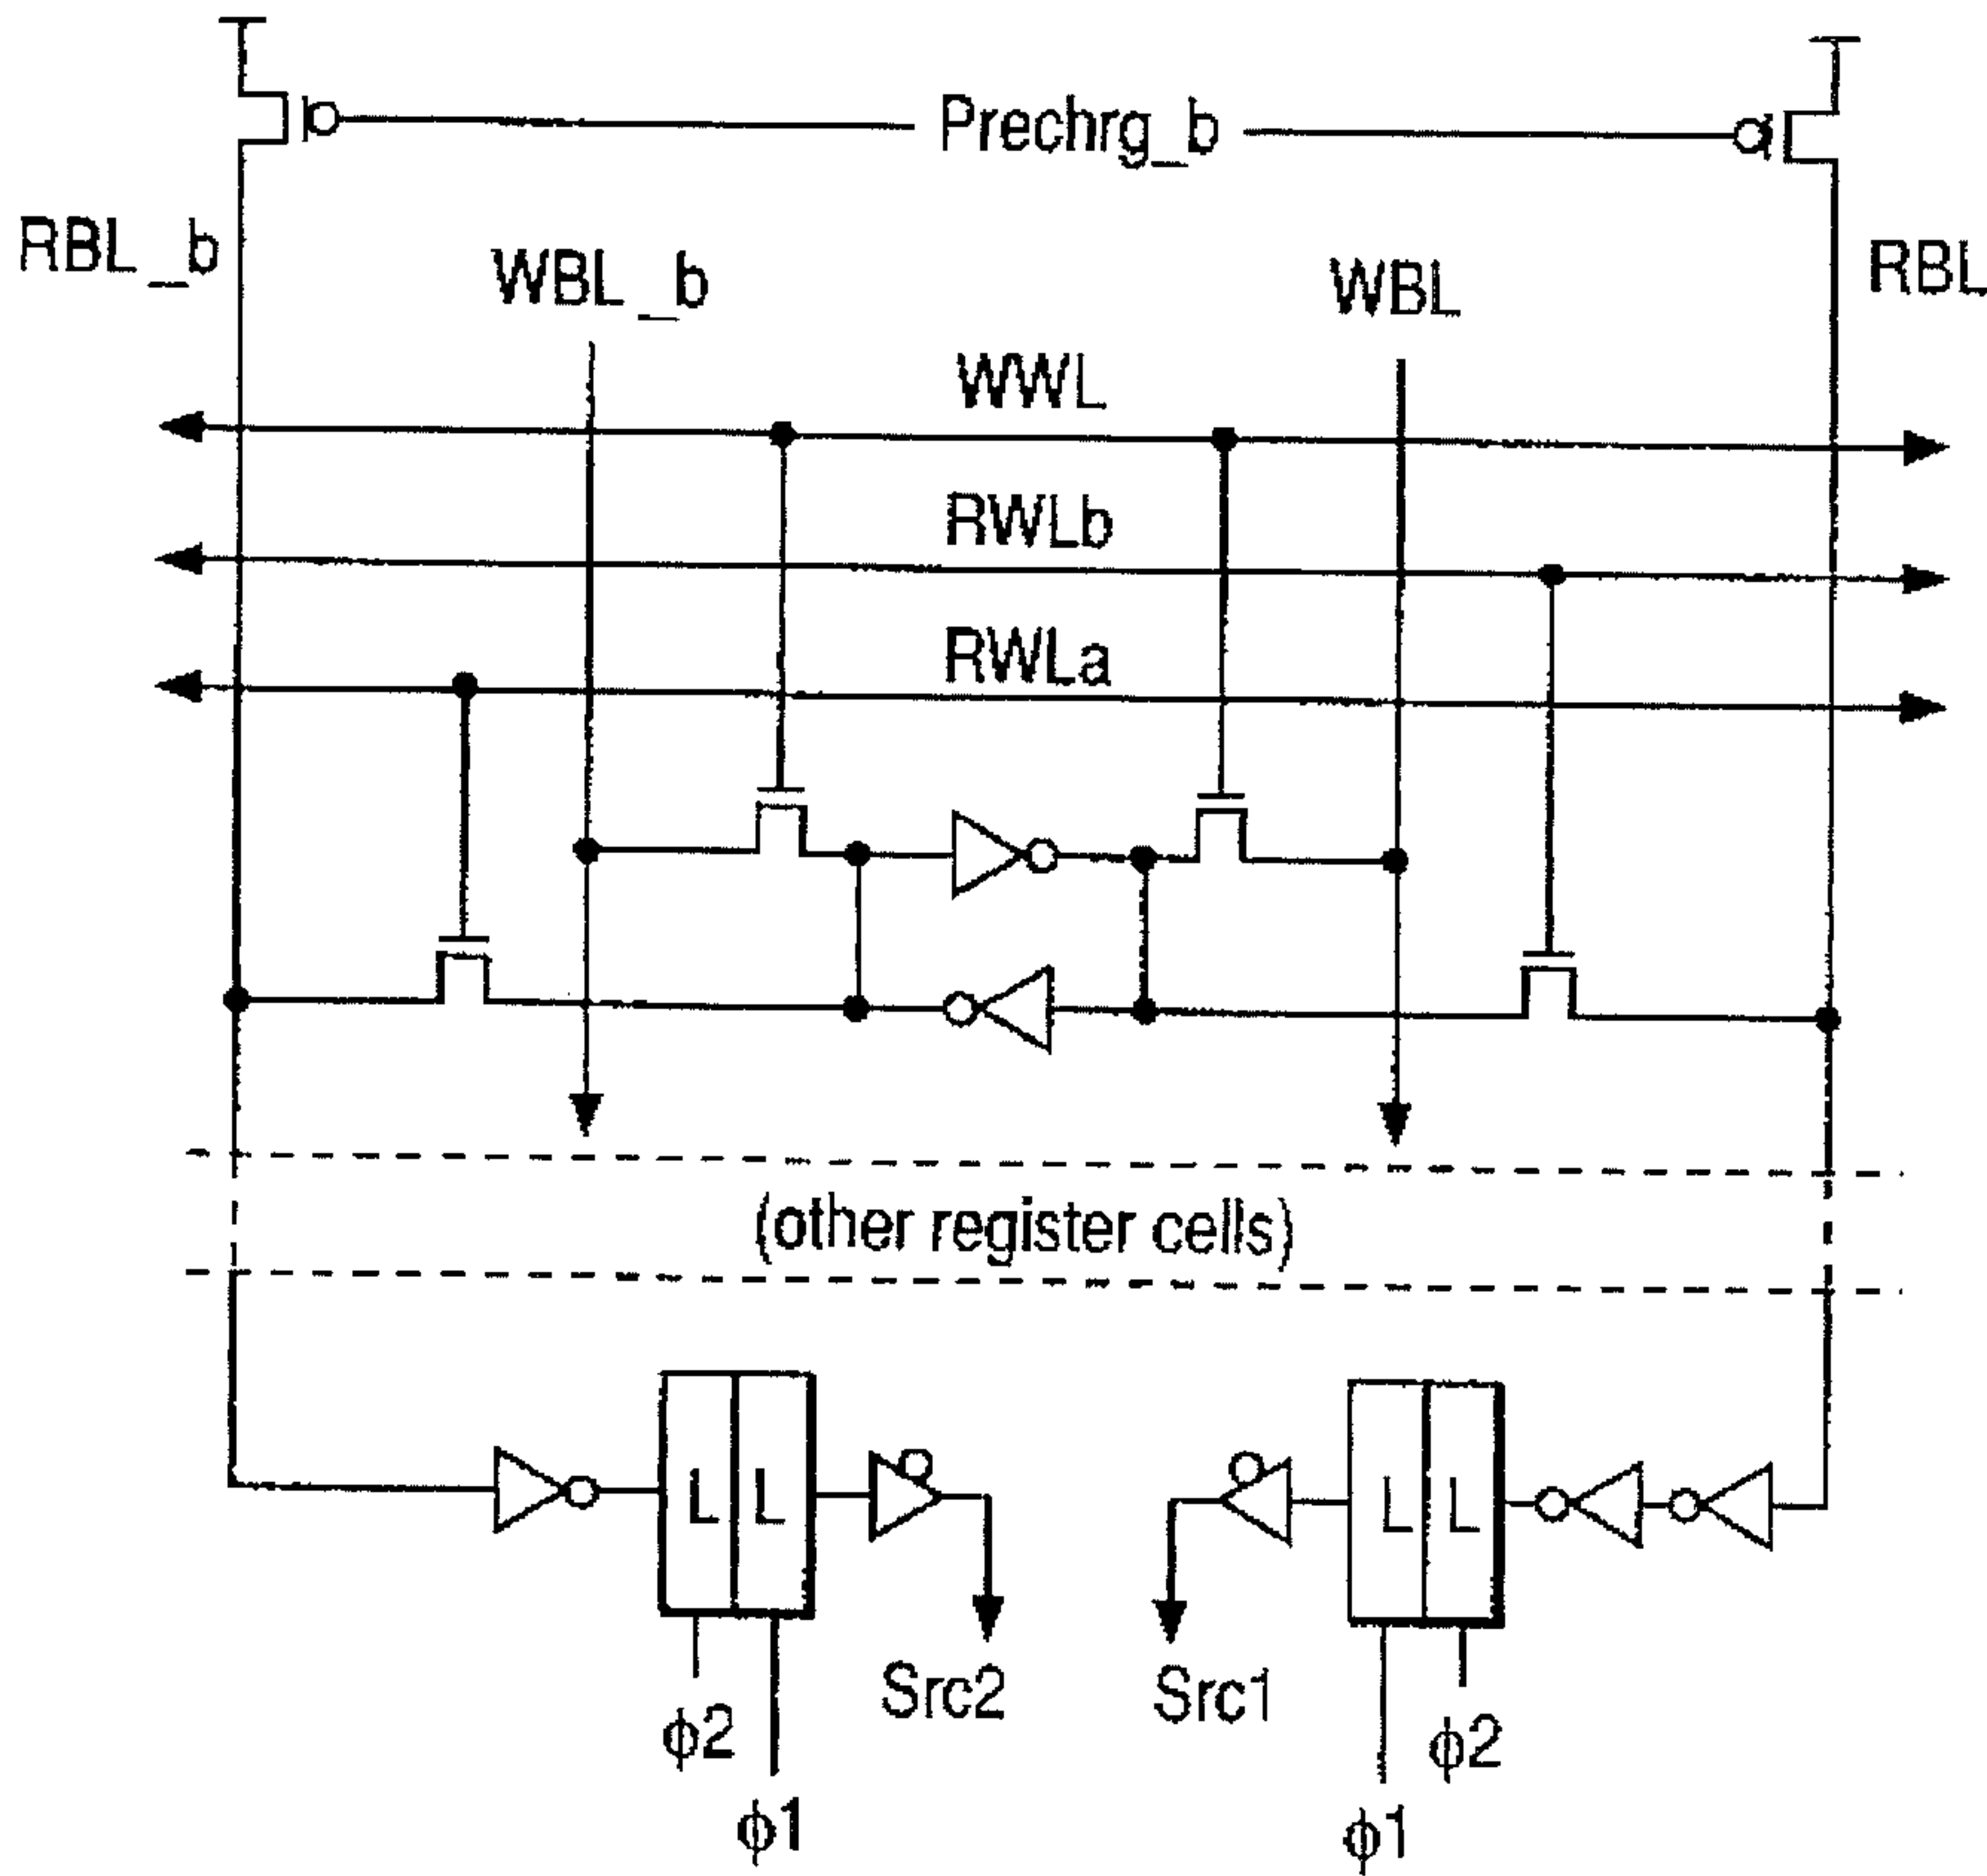 Prechrg_b
RBL_b
WBL_b
WBL
RBL
WWL
RWLb
RWLa
(other register cells)
L L
L L
Src2
Src1
ϕ2
ϕ2
ϕ1
ϕ1